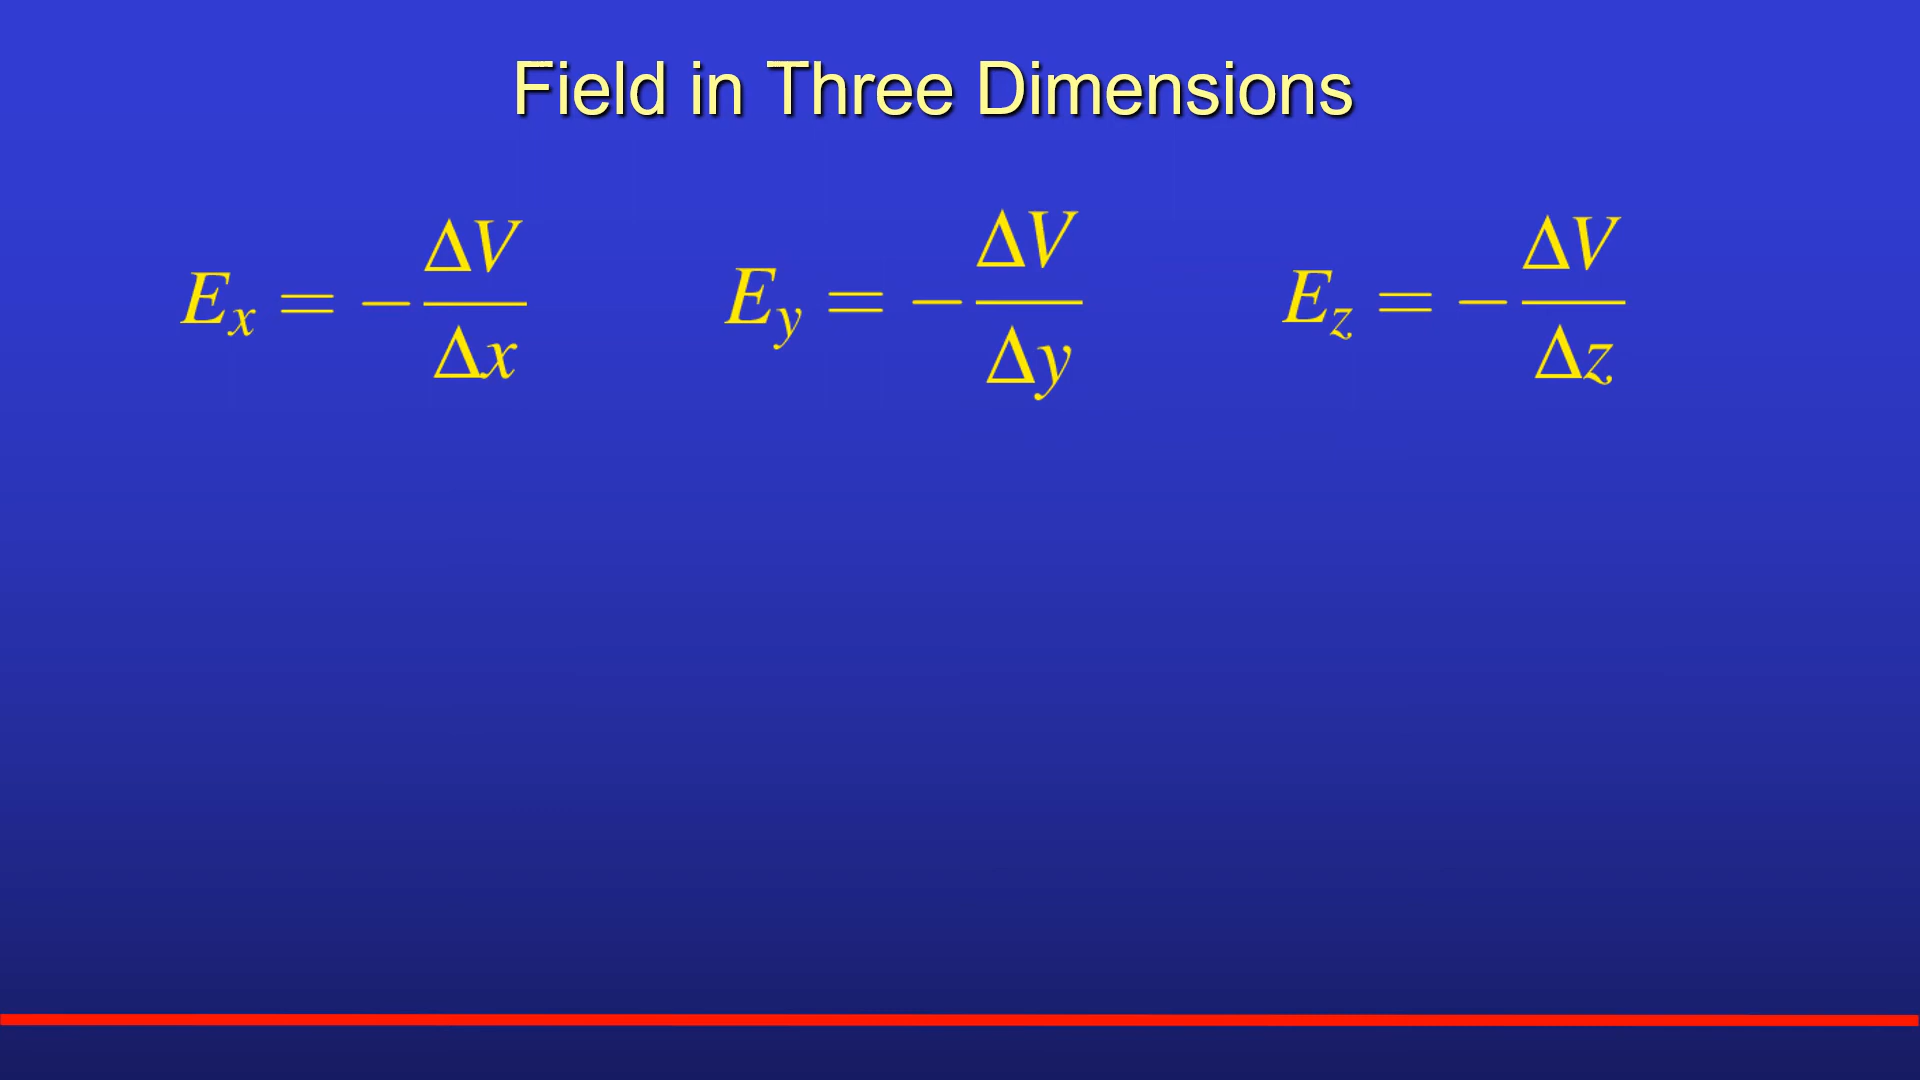 Field in Three Dimensions
E_x = −ΔV/Δx    E_y = −ΔV/Δy    E_z = −ΔV/Δz